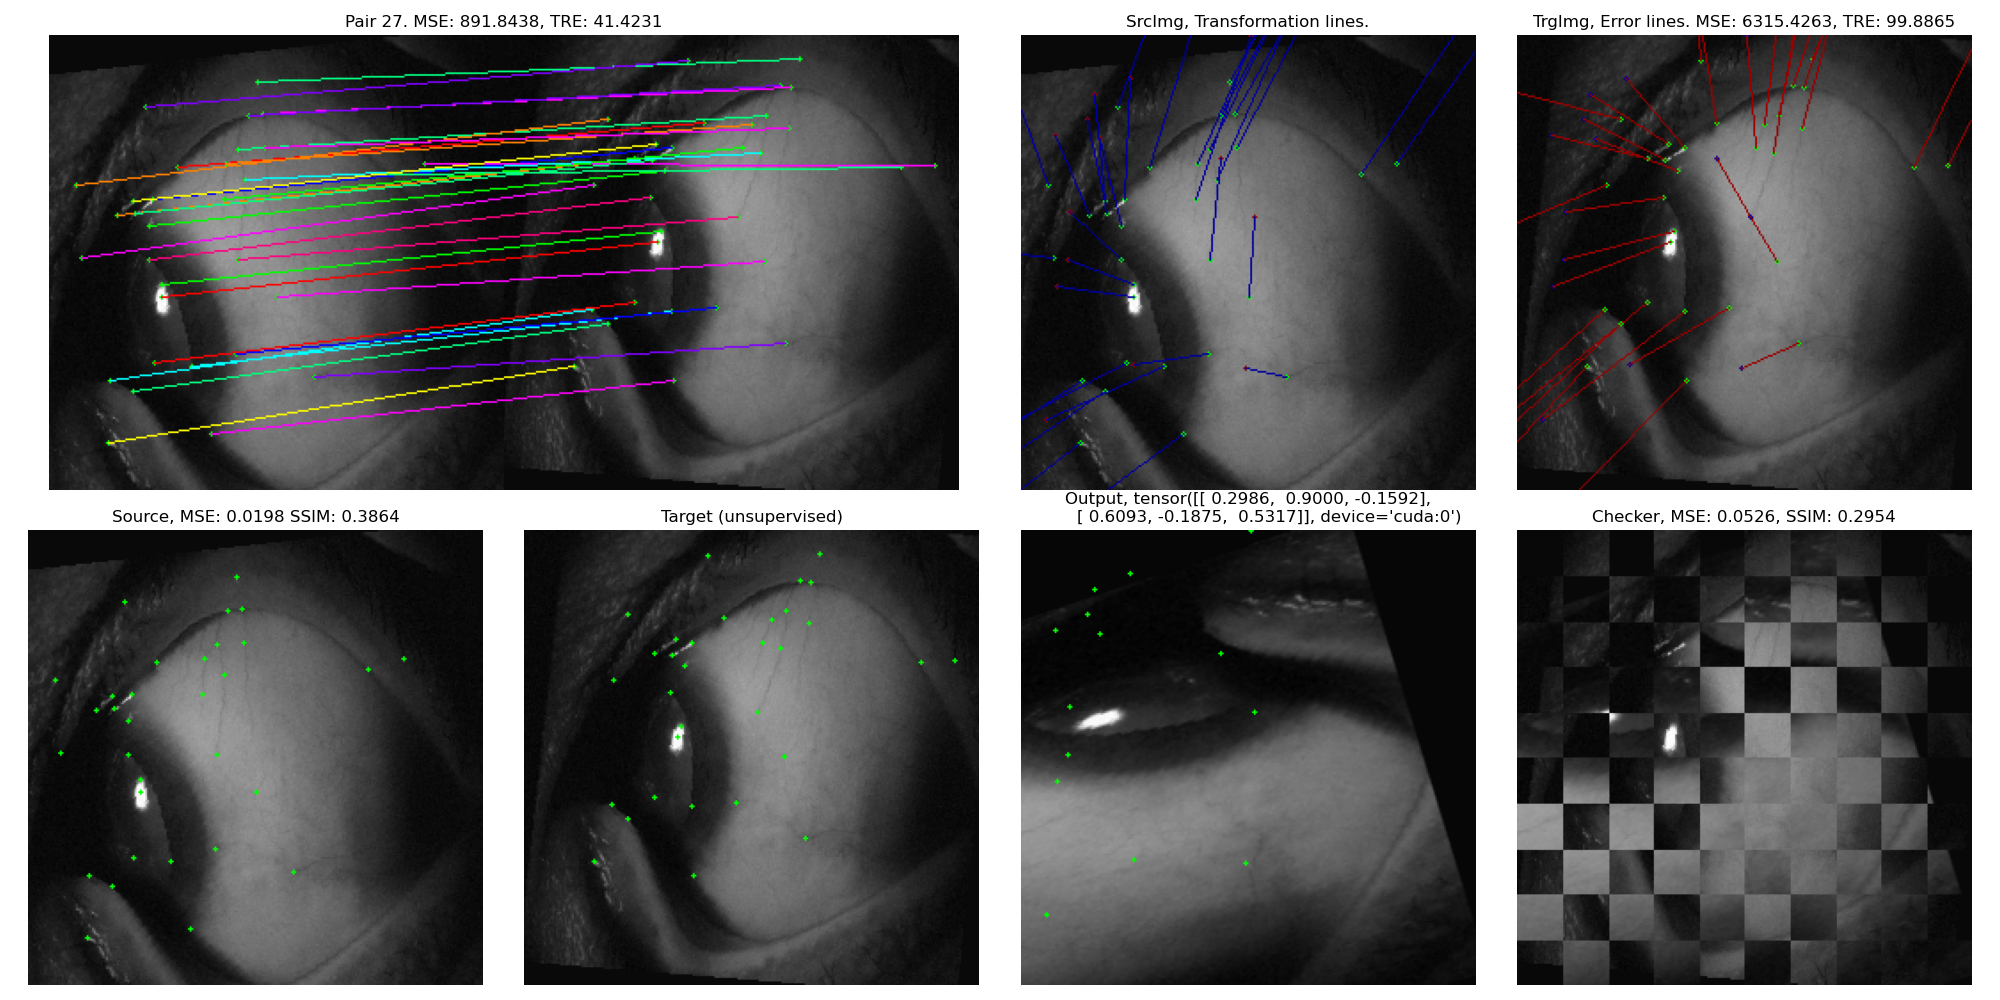 Pair 27. MSE: 891.8438, TRE: 41.4231
SrcImg, Transformation lines.
TrgImg, Error lines. MSE: 6315.4263, TRE: 99.8865
Source, MSE: 0.0198 SSIM: 0.3864
Target (unsupervised)
Output, tensor([[ 0.2986,  0.9000, -0.1592],
[ 0.6093, -0.1875,  0.5317]], device='cuda:0')
Checker, MSE: 0.0526, SSIM: 0.2954